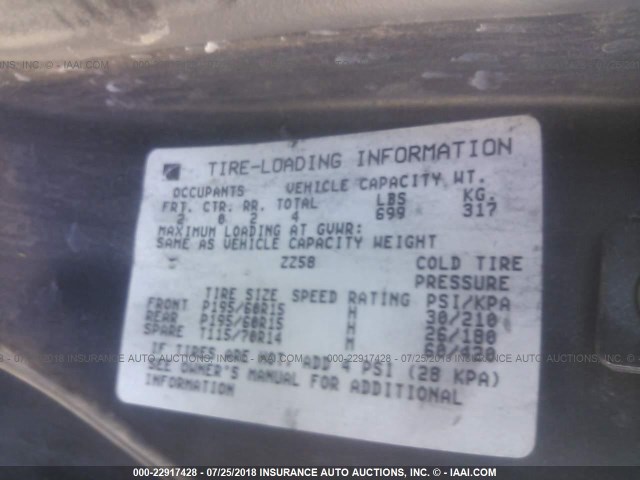 TIRE-LOADING INFORMATION
OCCUPANTS VEHICLE CAPACITY WT.
FRT. CTR. RR. TOTAL LBS KG.
2 0 2 4 699 317
MAXIMUM LOADING AT GVWR:
SAME AS VEHICLE CAPACITY WEIGHT
ZZ58 COLD TIRE
PRESSURE
TIRE SIZE SPEED RATING PSI/KPA
FRONT P195/60R15 H 30/210
REAR P195/60R15 H 26/180
SPARE T115/70R14 M
IF TIRES ADD 4 PSI (28 KPA)
SEE OWNER'S MANUAL FOR ADDITIONAL
INFORMATION
000-22917428 - 07/25/2018 INSURANCE AUTO AUCTIONS, INC. - © IAAI.COM